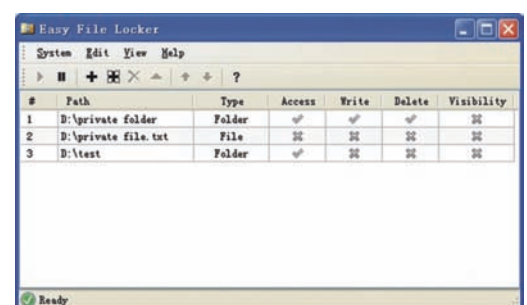 Easy File Locker
System Edit View Help
?
# Path Type Access Write Delete Visibility
1 D:\private folder Folder
2 D:\private file.txt File
3 D:\test Folder
Ready